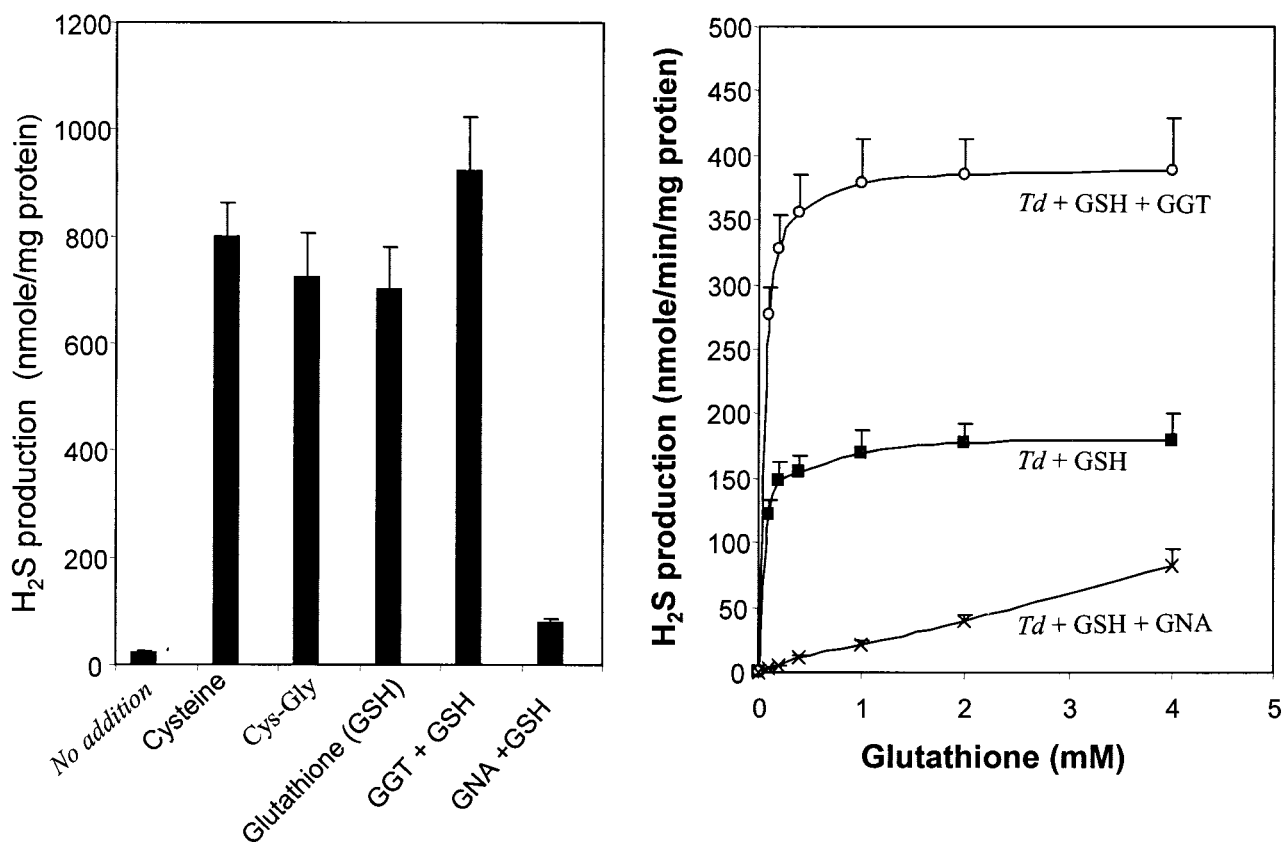 H₂S production (nmole/mg protein)
1200
1000
800
600
400
200
0
No addition
Cysteine
Cys-Gly
Glutathione (GSH)
GGT + GSH
GNA +GSH
H₂S production (nmole/min/mg protien)
500
450
400
350
300
250
200
150
100
50
0
Td + GSH + GGT
Td + GSH
Td + GSH + GNA
0
1
2
3
4
5
Glutathione (mM)